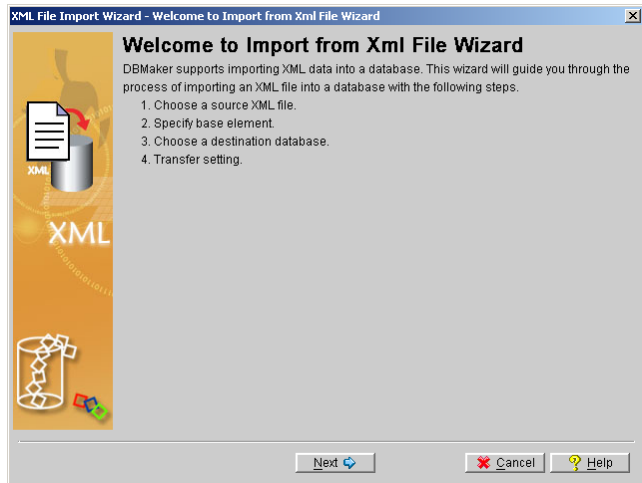 XML File Import Wizard - Welcome to Import from Xml File Wizard
Welcome to Import from Xml File Wizard
DBMaker supports importing XML data into a database. This wizard will guide you through the
process of importing an XML file into a database with the following steps.
1. Choose a source XML file.
2. Specify base element.
3. Choose a destination database.
4. Transfer setting.
XML
XML
Next
Cancel
Help